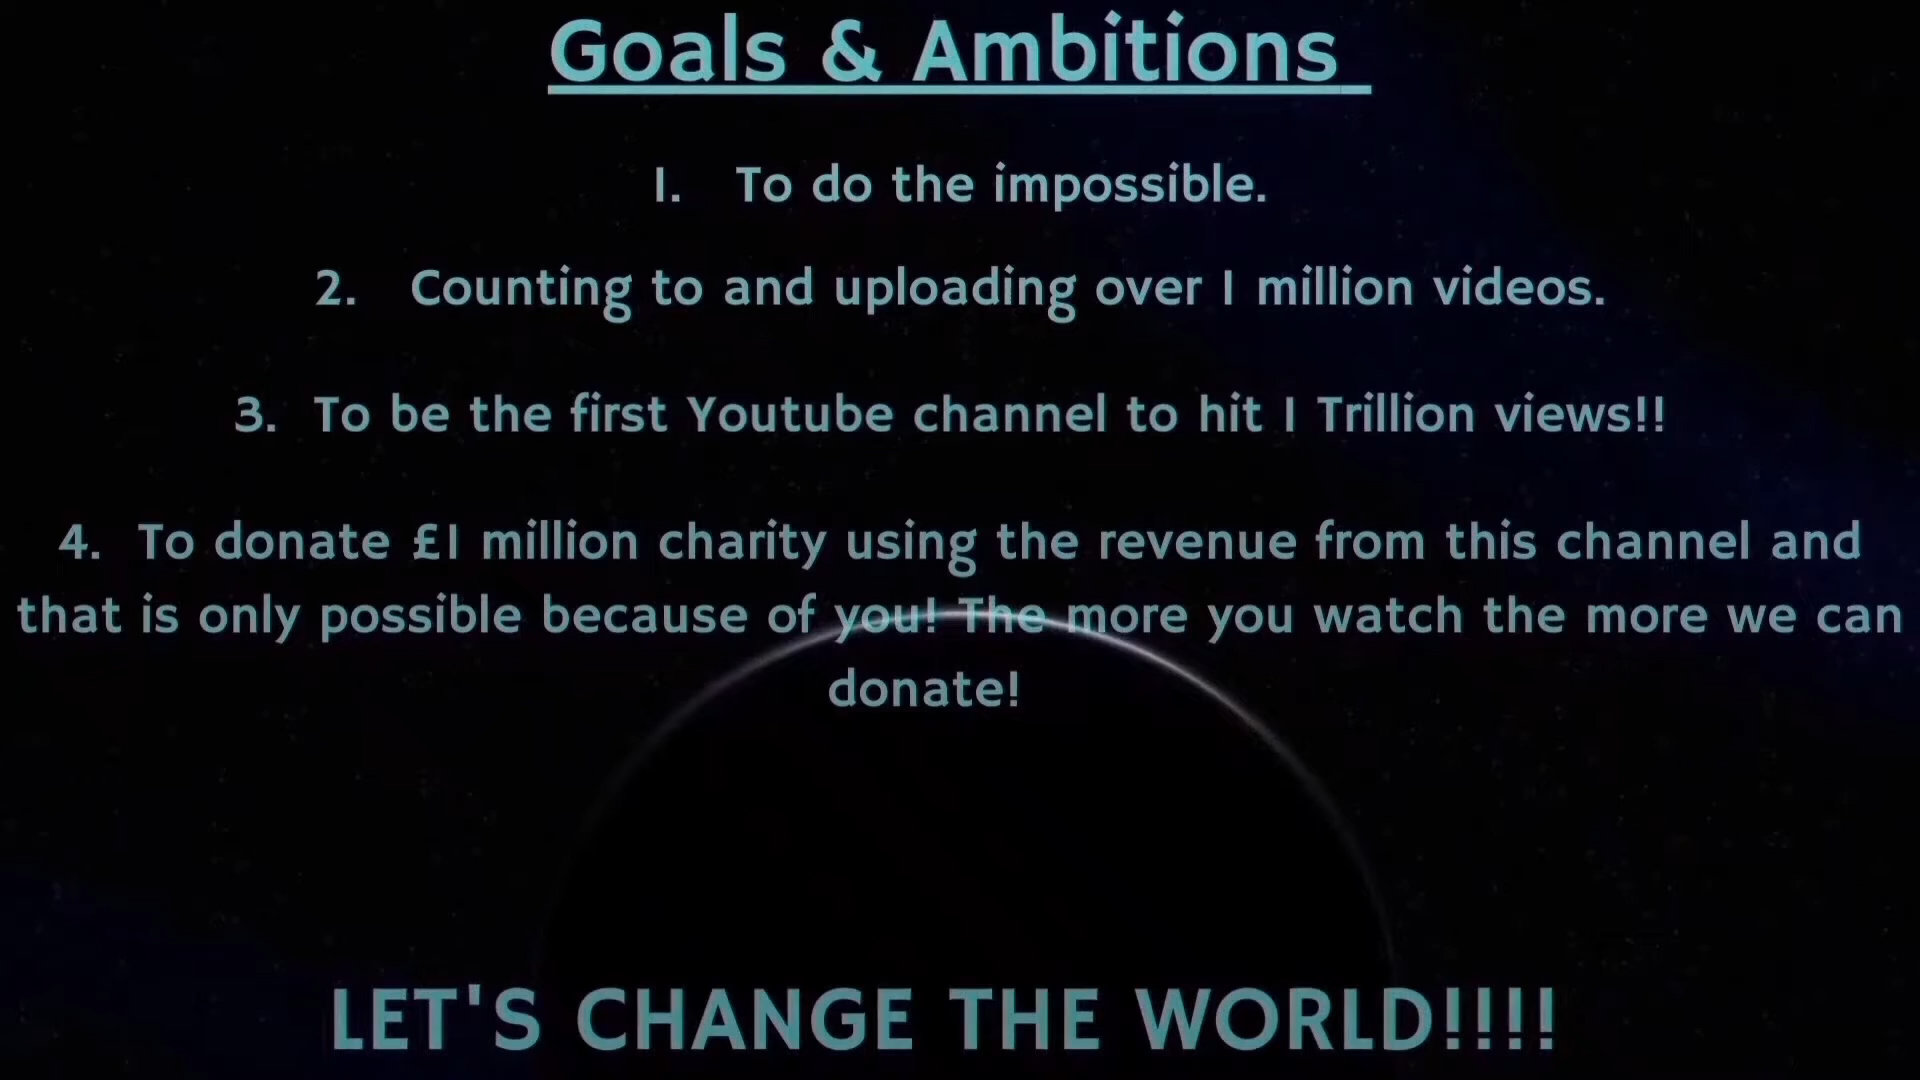 Goals & Ambitions
1. To do the impossible.
2. Counting to and uploading over 1 million videos.
3. To be the first Youtube channel to hit 1 Trillion views!!
4. To donate £1 million charity using the revenue from this channel and
that is only possible because of you! The more you watch the more we can
donate!
LET'S CHANGE THE WORLD!!!!